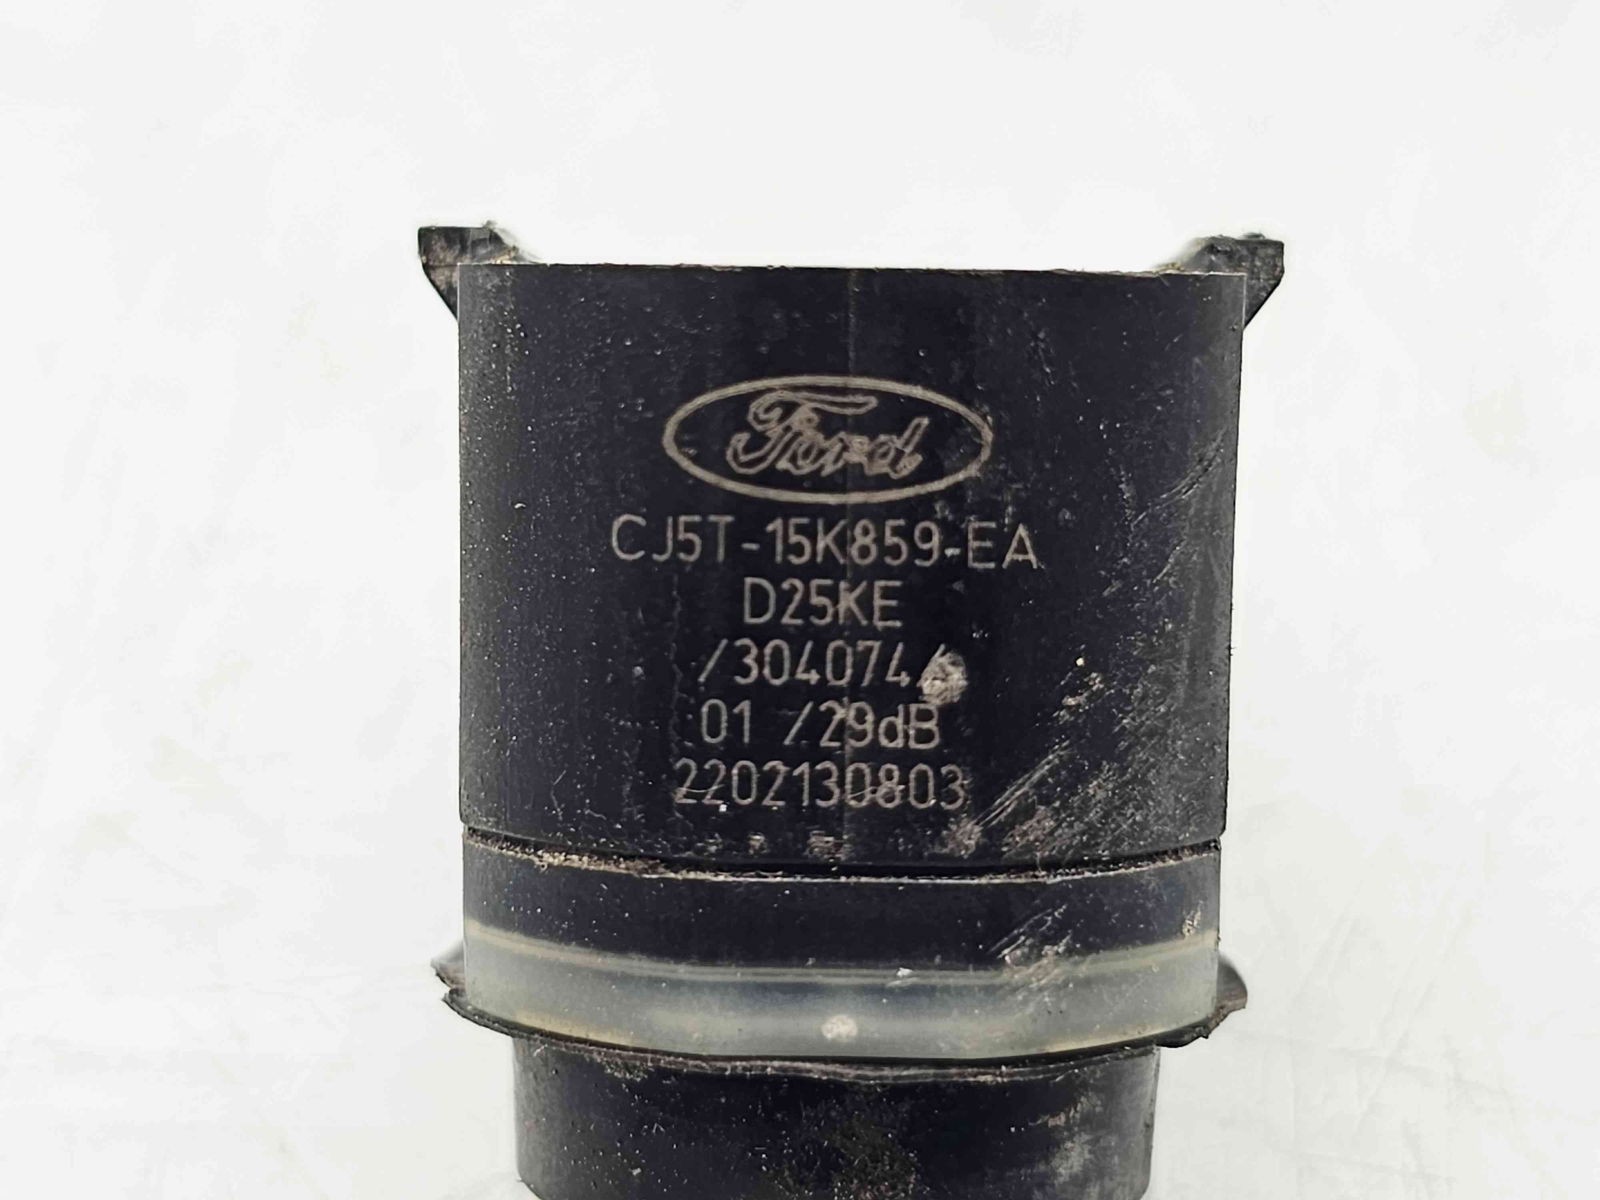 Ford
CJ5T-15K859-EA
D25KE
/304074
01 /29dB
2202130803